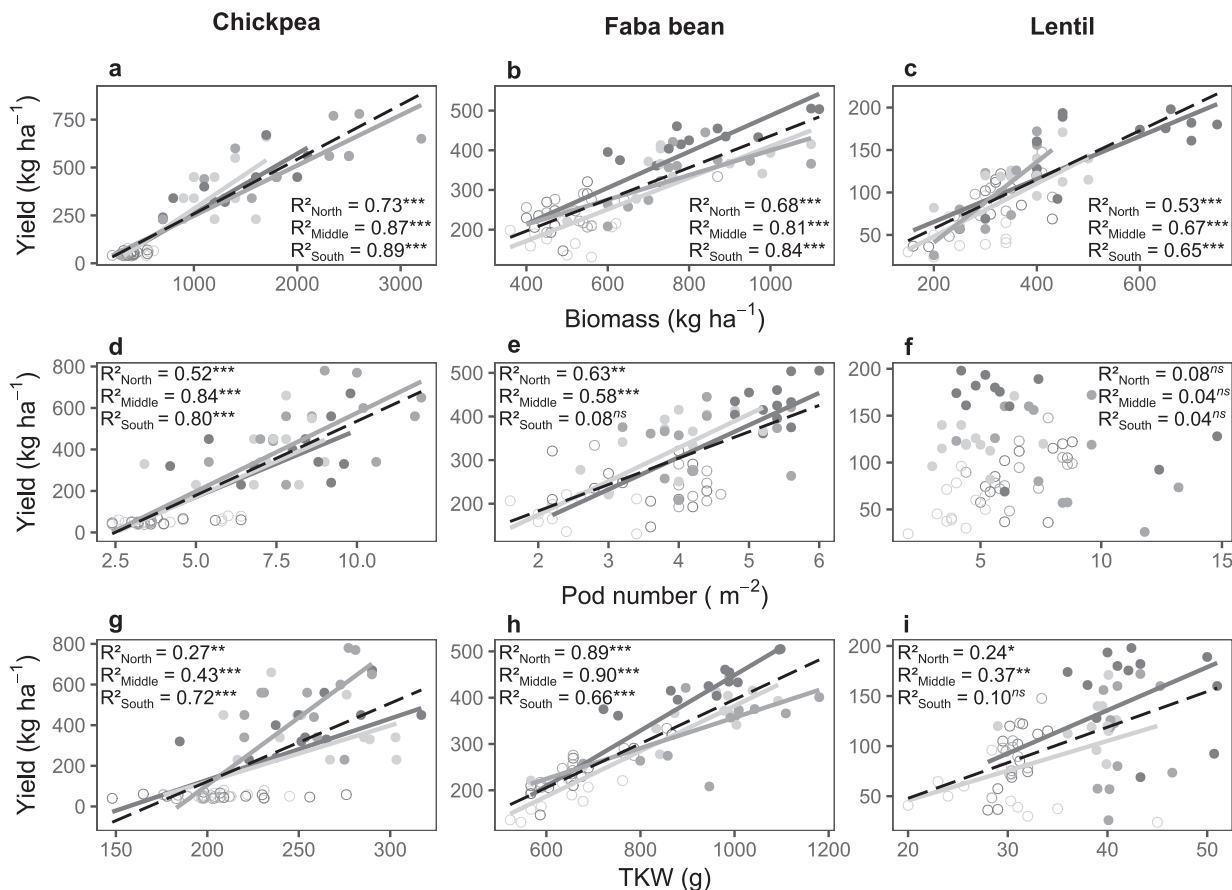 Chickpea
Faba bean
Lentil
a
b
c
Yield (kg ha⁻¹)
750
500
250
0
R²North = 0.73***
R²Middle = 0.87***
R²South = 0.89***
1000
2000
3000
500
400
300
200
R²North = 0.68***
R²Middle = 0.81***
R²South = 0.84***
400
600
800
1000
200
150
100
50
R²North = 0.53***
R²Middle = 0.67***
R²South = 0.65***
200
400
600
Biomass (kg ha⁻¹)
d
e
f
Yield (kg ha⁻¹)
800
600
400
200
0
R²North = 0.52***
R²Middle = 0.84***
R²South = 0.80***
2.5
5.0
7.5
10.0
500
400
300
200
R²North = 0.63**
R²Middle = 0.58***
R²South = 0.08ns
2
3
4
5
6
200
150
100
50
R²North = 0.08ns
R²Middle = 0.04ns
R²South = 0.04ns
5
10
15
Pod number ( m⁻²)
g
h
i
Yield (kg ha⁻¹)
800
600
400
200
0
R²North = 0.27**
R²Middle = 0.43***
R²South = 0.72***
150
200
250
300
500
400
300
200
R²North = 0.89***
R²Middle = 0.90***
R²South = 0.66***
600
800
1000
1200
200
150
100
50
R²North = 0.24*
R²Middle = 0.37**
R²South = 0.10ns
20
30
40
50
TKW (g)